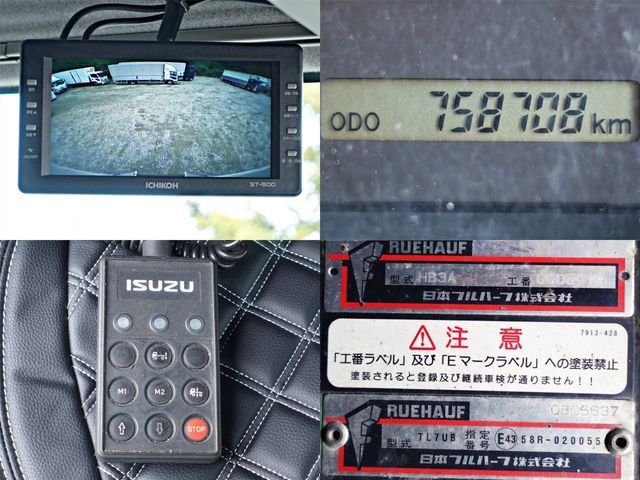 ICHIKOH
ST-500
ON/OFF
ODO 758708 km
ISUZU
M1 M2
STOP
RUEHAUF
型式 HB3A 工番
日本フルハーフ株式会社
7913-428
注意
「工番ラベル」及び「Eマークラベル」への塗装禁止
塗装されると登録及び継続車検が通りません!!
RUEHAUF
0806637
型式 TL7UB 指定番号 E43 58R-020055
日本フルハーフ株式会社